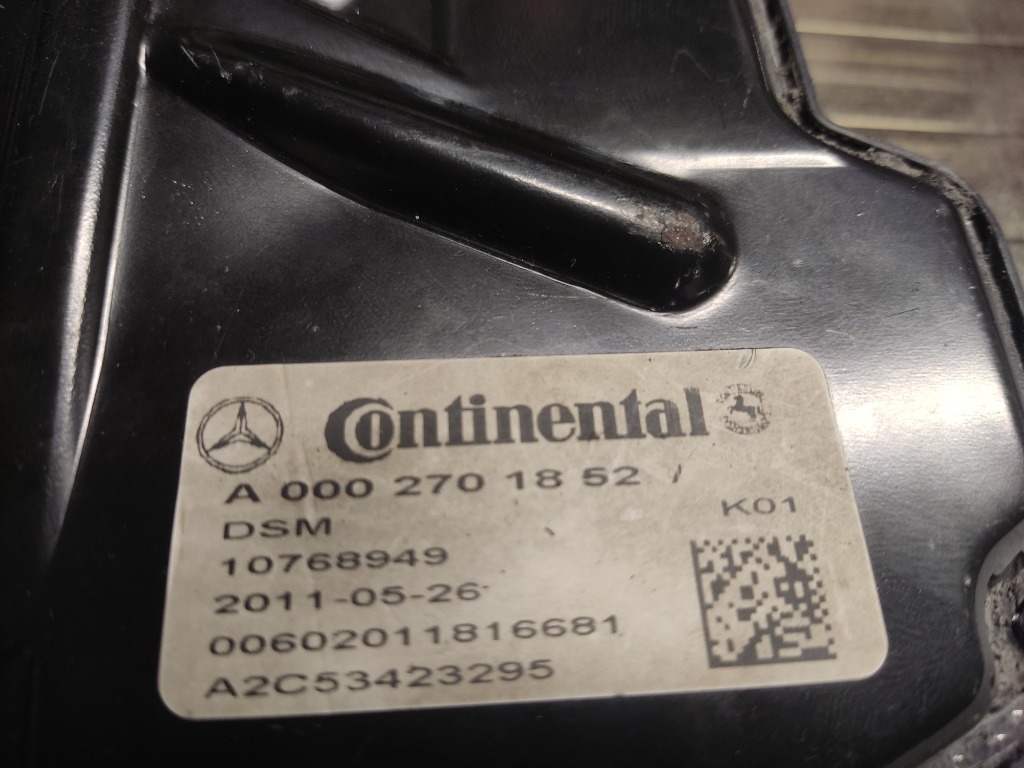 Continental
A 000 270 18 52
DSM
K01
10768949
2011-05-26
00602011816681
A2C53423295